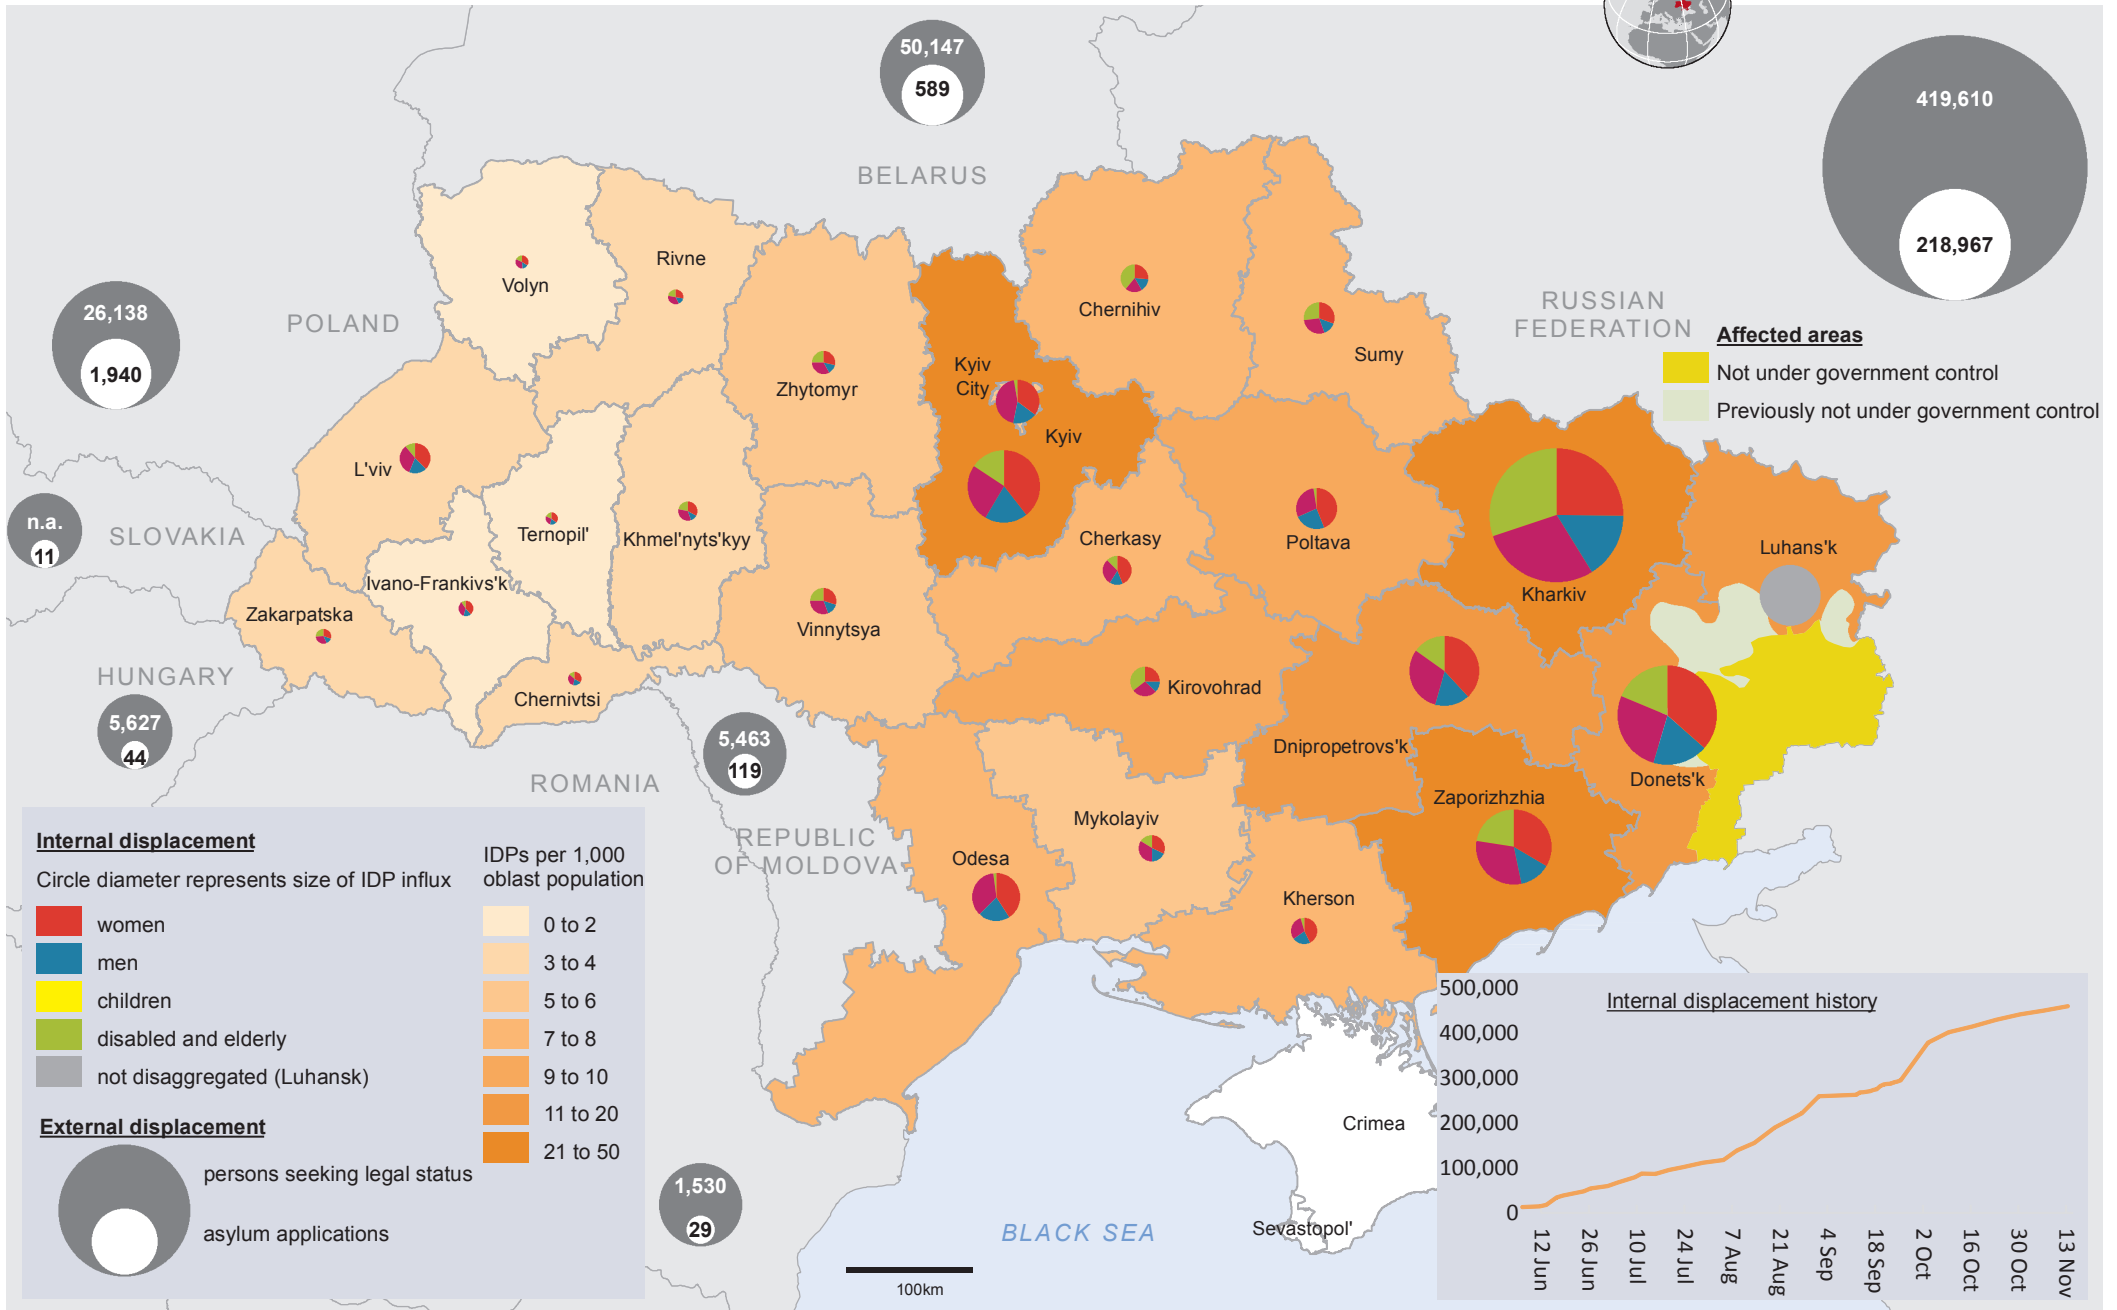 50,147
589
419,610
218,967
BELARUS
RUSSIAN
FEDERATION
Affected areas
Not under government control
Previously not under government control
26,138
1,940
POLAND
Volyn
Rivne
Zhytomyr
Kyiv
City
Kyiv
Chernihiv
Sumy
L'viv
Ternopil'
Khmel'nyts'kyy
Cherkasy
Poltava
Kharkiv
Luhans'k
n.a.
11
SLOVAKIA
Ivano-Frankivs'k
Zakarpatska
Vinnytsya
Chernivtsi
Kirovohrad
Dnipropetrovs'k
Donets'k
Zaporizhzhia
HUNGARY
5,627
44
5,463
119
ROMANIA
REPUBLIC
OF MOLDOVA
Odesa
Mykolayiv
Kherson
Crimea
Sevastopol'
BLACK SEA
1,530
29
100km
Internal displacement
Circle diameter represents size of IDP influx
women
men
children
disabled and elderly
not disaggregated (Luhansk)
External displacement
persons seeking legal status
asylum applications
IDPs per 1,000
oblast population
0 to 2
3 to 4
5 to 6
7 to 8
9 to 10
11 to 20
21 to 50
Internal displacement history
500,000
400,000
300,000
200,000
100,000
0
12 Jun
26 Jun
10 Jul
24 Jul
7 Aug
21 Aug
4 Sep
18 Sep
2 Oct
16 Oct
30 Oct
13 Nov